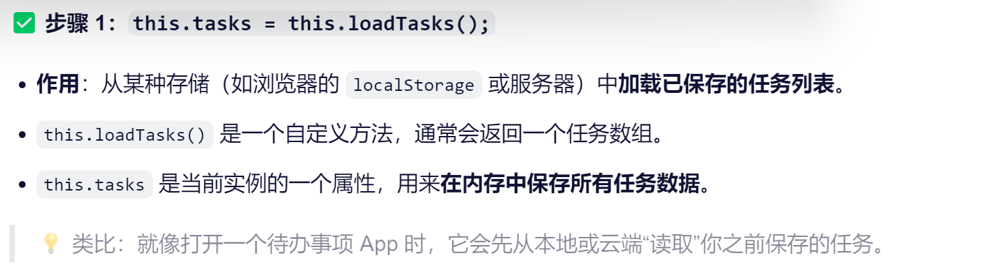 ✅ 步骤 1：this.tasks = this.loadTasks();
• 作用：从某种存储（如浏览器的 localStorage 或服务器）中加载已保存的任务列表。
• this.loadTasks() 是一个自定义方法，通常会返回一个任务数组。
• this.tasks 是当前实例的一个属性，用来在内存中保存所有任务数据。
💡 类比：就像打开一个待办事项 App 时，它会先从本地或云端“读取”你之前保存的任务。